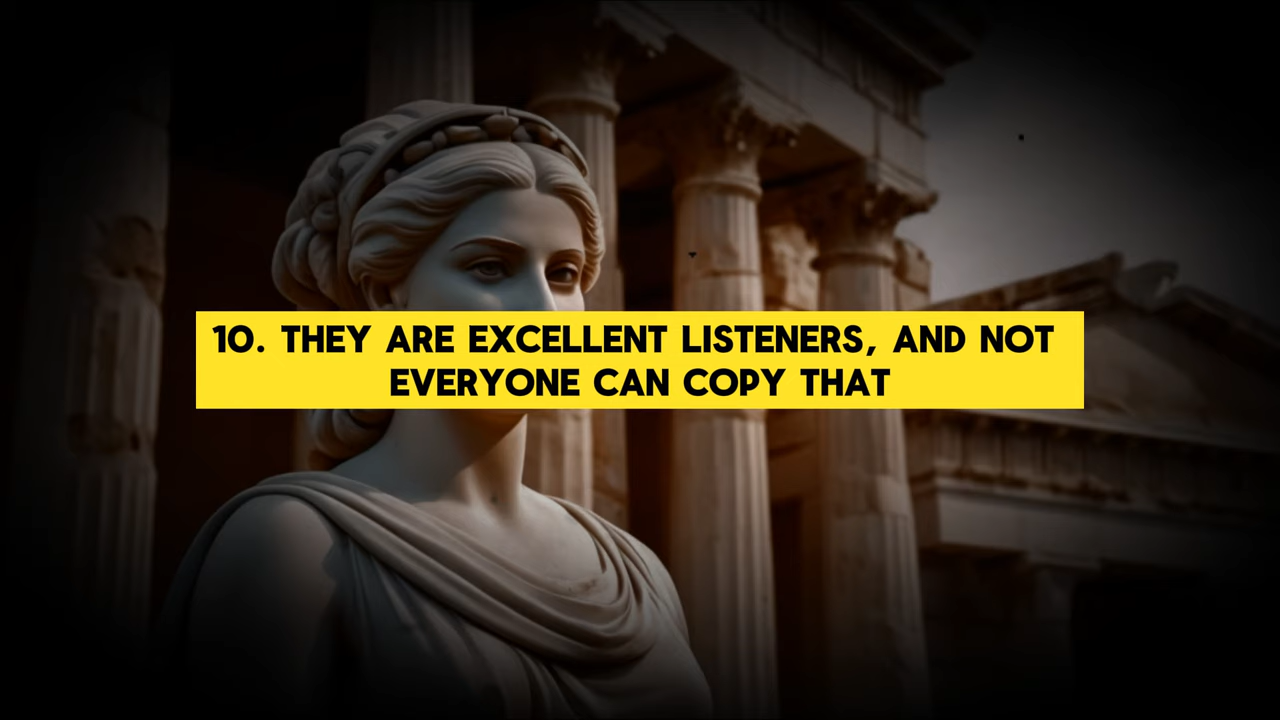 10. THEY ARE EXCELLENT LISTENERS, AND NOT
EVERYONE CAN COPY THAT